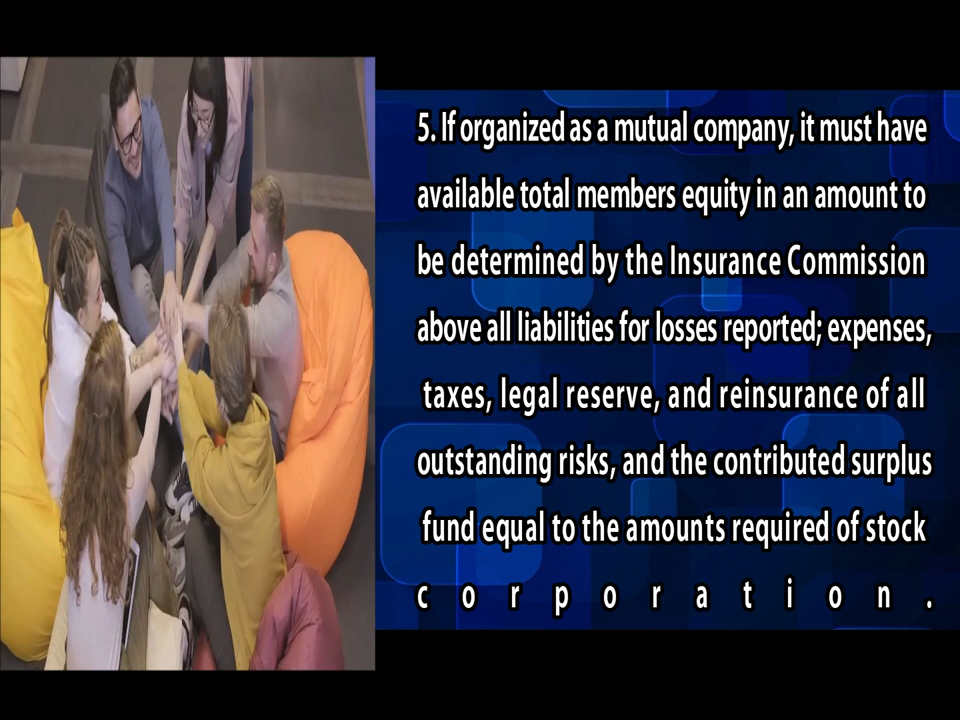 5. If organized as a mutual company, it must have
available total members equity in an amount to
be determined by the Insurance Commission
above all liabilities for losses reported; expenses,
taxes, legal reserve, and reinsurance of all
outstanding risks, and the contributed surplus
fund equal to the amounts required of stock
corporation.